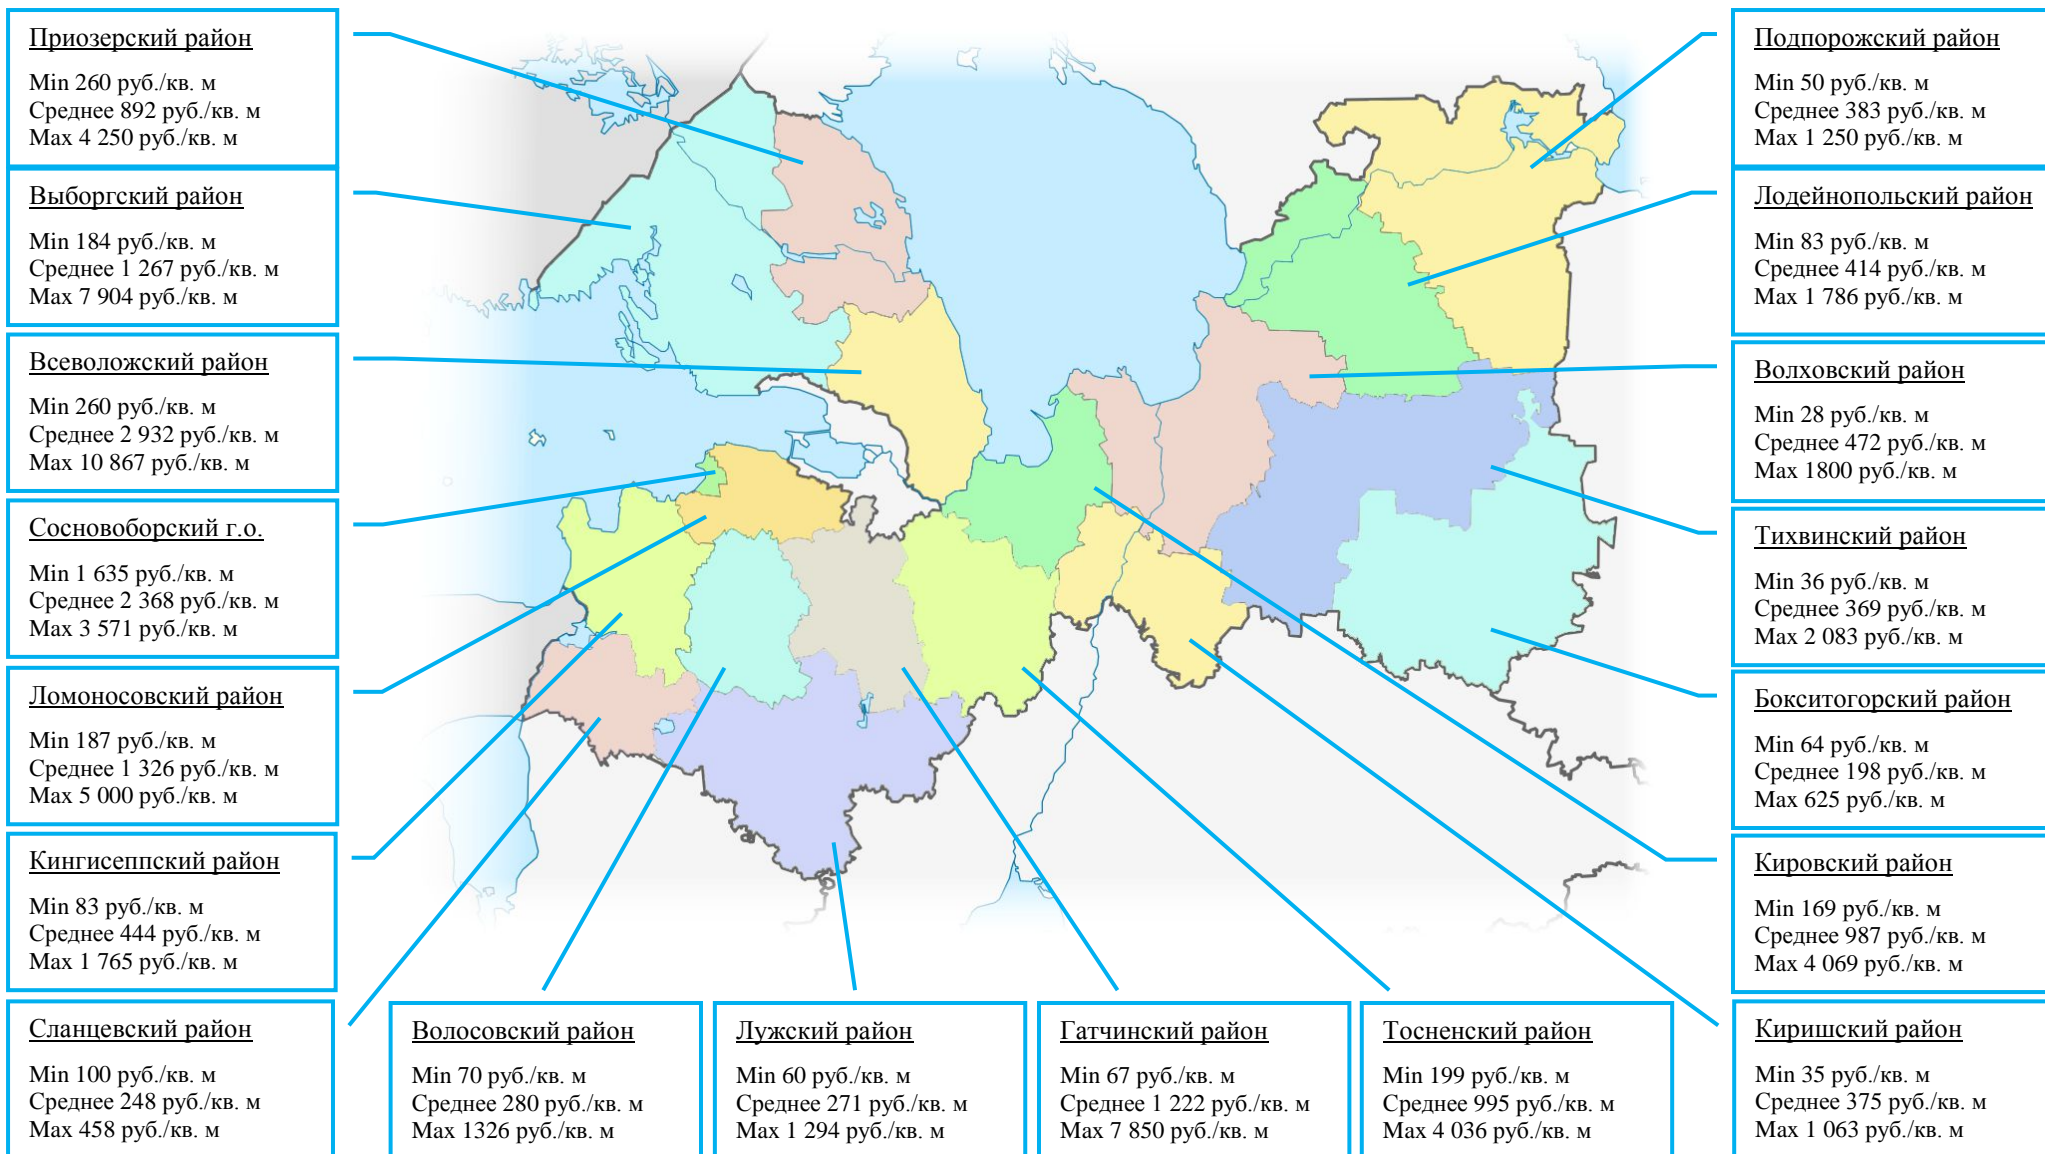 Приозерский район
Min 260 руб./кв. м
Среднее 892 руб./кв. м
Max 4 250 руб./кв. м
Выборгский район
Min 184 руб./кв. м
Среднее 1 267 руб./кв. м
Max 7 904 руб./кв. м
Всеволожский район
Min 260 руб./кв. м
Среднее 2 932 руб./кв. м
Max 10 867 руб./кв. м
Сосновоборский г.о.
Min 1 635 руб./кв. м
Среднее 2 368 руб./кв. м
Max 3 571 руб./кв. м
Ломоносовский район
Min 187 руб./кв. м
Среднее 1 326 руб./кв. м
Max 5 000 руб./кв. м
Кингисеппский район
Min 83 руб./кв. м
Среднее 444 руб./кв. м
Max 1 765 руб./кв. м
Сланцевский район
Min 100 руб./кв. м
Среднее 248 руб./кв. м
Max 458 руб./кв. м
Волосовский район
Min 70 руб./кв. м
Среднее 280 руб./кв. м
Max 1326 руб./кв. м
Лужский район
Min 60 руб./кв. м
Среднее 271 руб./кв. м
Max 1 294 руб./кв. м
Гатчинский район
Min 67 руб./кв. м
Среднее 1 222 руб./кв. м
Max 7 850 руб./кв. м
Тосненский район
Min 199 руб./кв. м
Среднее 995 руб./кв. м
Max 4 036 руб./кв. м
Подпорожский район
Min 50 руб./кв. м
Среднее 383 руб./кв. м
Max 1 250 руб./кв. м
Лодейнопольский район
Min 83 руб./кв. м
Среднее 414 руб./кв. м
Max 1 786 руб./кв. м
Волховский район
Min 28 руб./кв. м
Среднее 472 руб./кв. м
Max 1800 руб./кв. м
Тихвинский район
Min 36 руб./кв. м
Среднее 369 руб./кв. м
Max 2 083 руб./кв. м
Бокситогорский район
Min 64 руб./кв. м
Среднее 198 руб./кв. м
Max 625 руб./кв. м
Кировский район
Min 169 руб./кв. м
Среднее 987 руб./кв. м
Max 4 069 руб./кв. м
Киришский район
Min 35 руб./кв. м
Среднее 375 руб./кв. м
Max 1 063 руб./кв. м